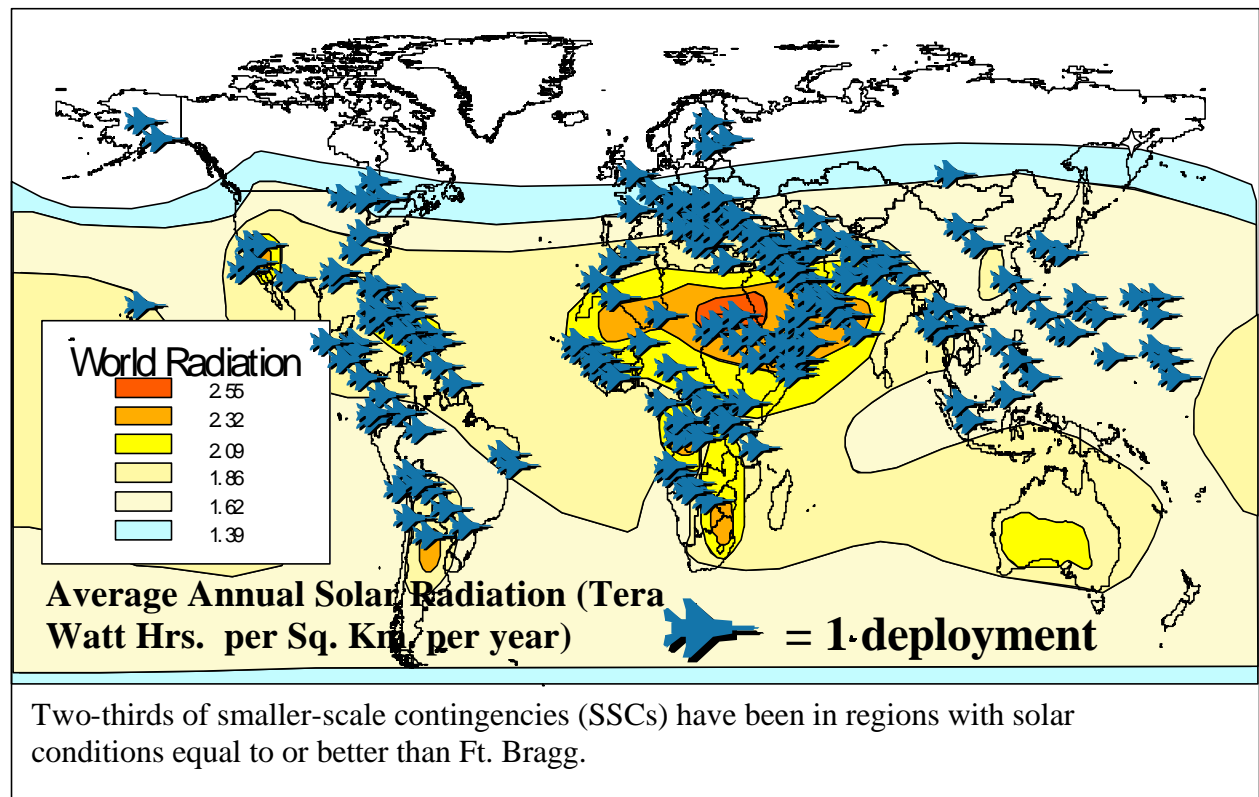 World Radiation
2.55
2.32
2.09
1.86
1.62
1.39
Average Annual Solar Radiation (Tera
Watt Hrs. per Sq. Km. per year)
= 1 deployment
Two-thirds of smaller-scale contingencies (SSCs) have been in regions with solar
conditions equal to or better than Ft. Bragg.